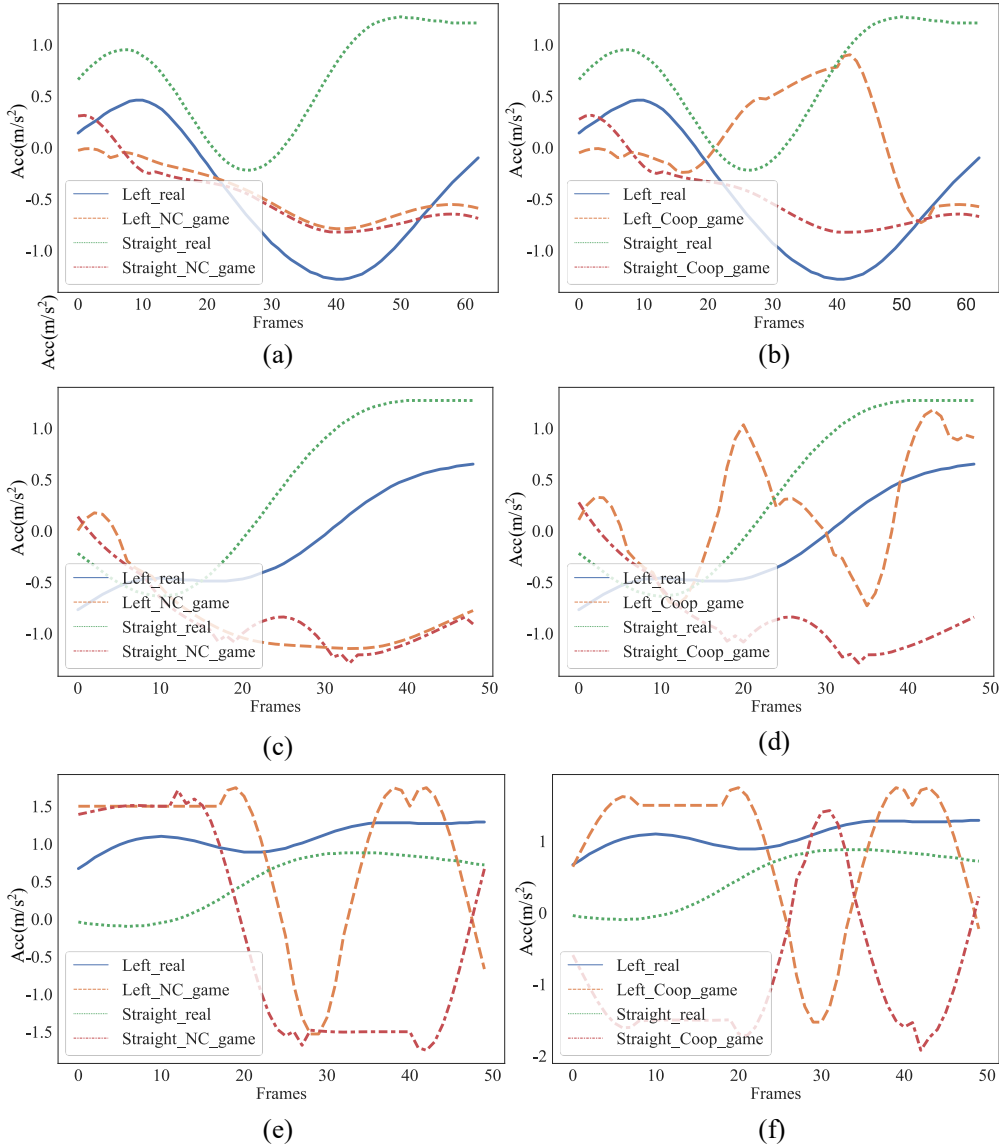 Acc(m/s²)
1.0
0.5
0.0
-0.5
-1.0
Left_real
Left_NC_game
Straight_real
Straight_NC_game
0 10 20 30 40 50 60
Frames
(a)
Acc(m/s²)
1.0
0.5
0.0
-0.5
-1.0
Left_real
Left_Coop_game
Straight_real
Straight_Coop_game
0 10 20 30 40 50 60
Frames
(b)
Acc(m/s²)
Acc(m/s²)
1.0
0.5
0.0
-0.5
-1.0
Left_real
Left_NC_game
Straight_real
Straight_NC_game
0 10 20 30 40 50
Frames
(c)
Acc(m/s²)
1.0
0.5
0.0
-0.5
-1.0
Left_real
Left_Coop_game
Straight_real
Straight_Coop_game
0 10 20 30 40 50
Frames
(d)
Acc(m/s²)
1.5
1.0
0.5
0.0
-0.5
-1.0
-1.5
Left_real
Left_NC_game
Straight_real
Straight_NC_game
0 10 20 30 40 50
Frames
(e)
Acc(m/s²)
1
0
-1
-2
Left_real
Left_Coop_game
Straight_real
Straight_Coop_game
0 10 20 30 40 50
Frames
(f)